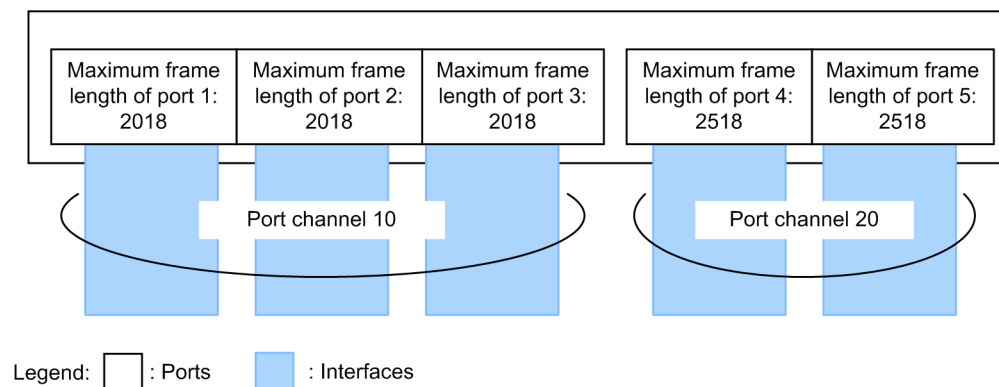 Maximum frame
length of port 1:
2018
Maximum frame
length of port 2:
2018
Maximum frame
length of port 3:
2018
Maximum frame
length of port 4:
2518
Maximum frame
length of port 5:
2518
Port channel 10
Port channel 20
Legend: : Ports : Interfaces